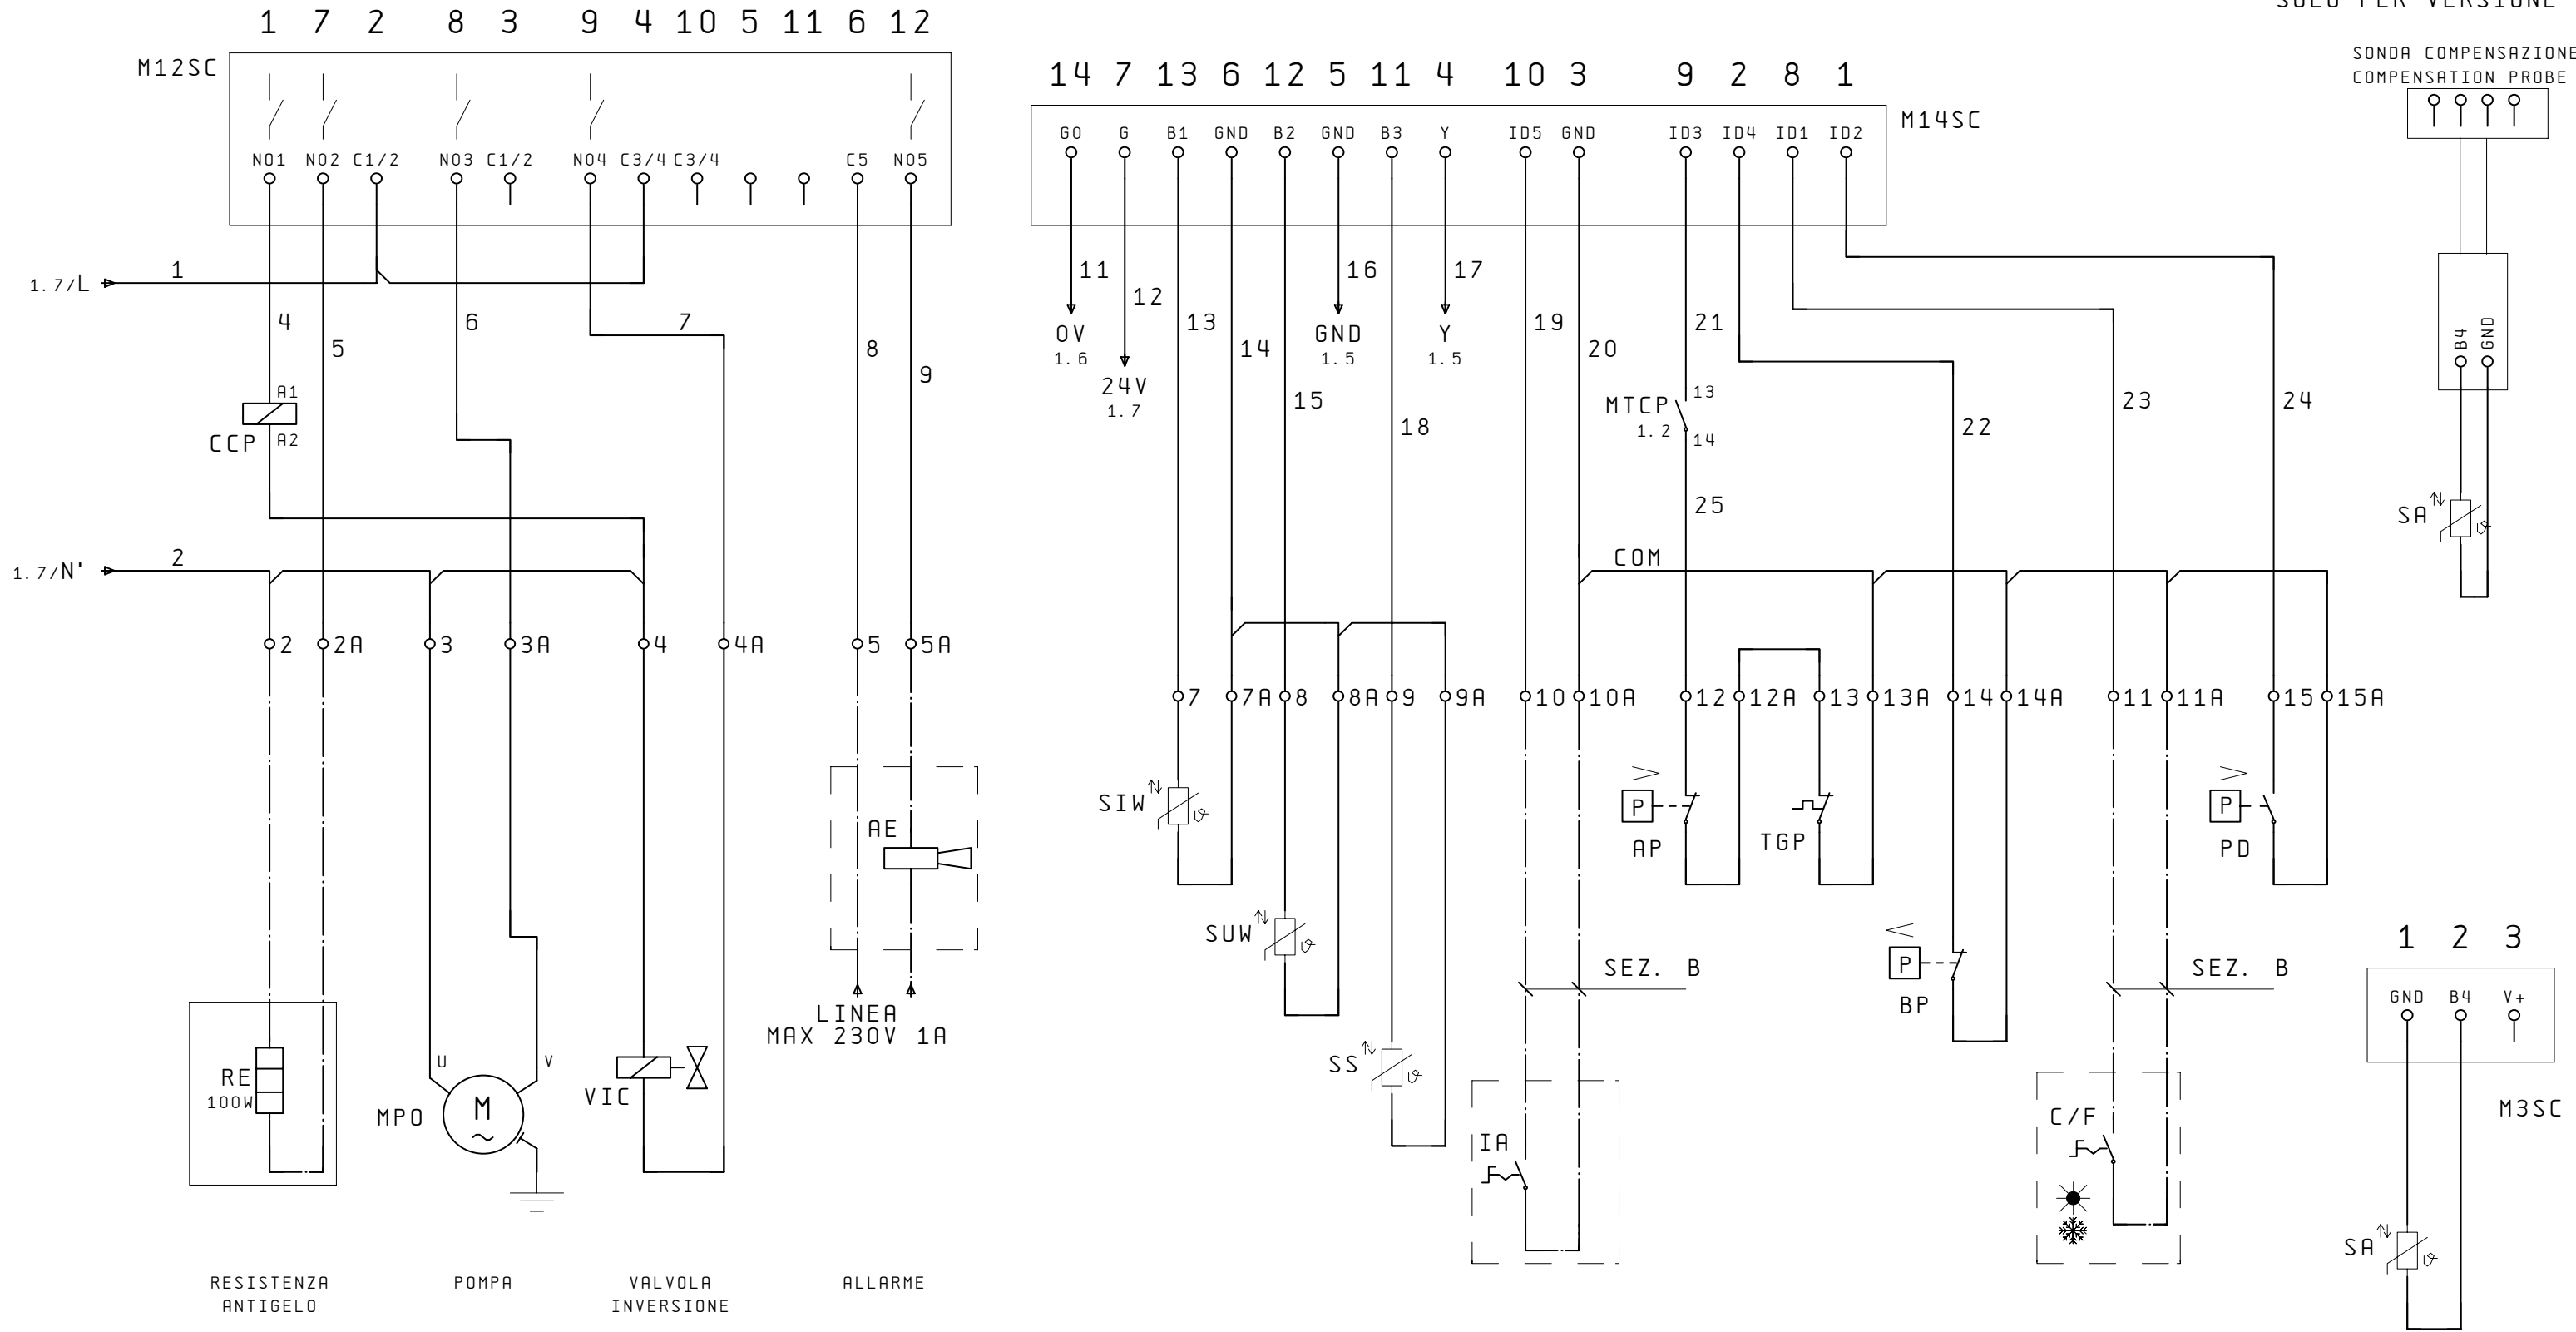 SOLO PER VERSIONE
1 7 2 8 3 9 4 10 5 11 6 12
M12SC
NO1 NO2 C1/2 NO3 C1/2 NO4 C3/4 C3/4 C5 NO5
1.7/L
1
4
5
6
7
8
9
A1
CCP
A2
1.7/N'
2
2 2A 3 3A 4 4A 5 5A
AE
LINEA
MAX 230V 1A
RE
100W
U
V
M
MPO
VIC
RESISTENZA
ANTIGELO
POMPA
VALVOLA
INVERSIONE
ALLARME
14 7 13 6 12 5 11 4 10 3 9 2 8 1
M14SC
G0 G B1 GND B2 GND B3 Y ID5 GND ID3 ID4 ID1 ID2
11
0V
1.6
12
24V
1.7
13
14
15
16
GND
1.5
17
Y
1.5
18
19
20
21
MTCP
1.2
13
14
25
22
23
24
COM
7 7A 8 8A 9 9A 10 10A 12 12A 13 13A 14 14A 11 11A 15 15A
SIW
SUW
SS
P
AP
TGP
P
BP
P
PD
SEZ. B
SEZ. B
IA
C/F
SONDA COMPENSAZIONE
COMPENSATION PROBE
B4
GND
SA
1 2 3
GND B4 V+
M3SC
SA